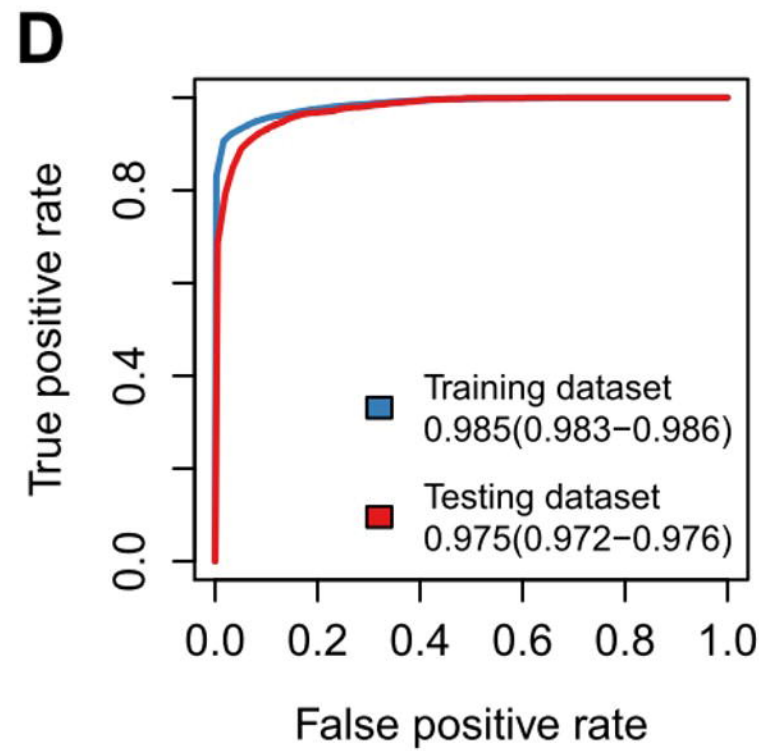 D
True positive rate
0.8
0.4
0.0
Training dataset
0.985(0.983−0.986)
Testing dataset
0.975(0.972−0.976)
0.0 0.2 0.4 0.6 0.8 1.0
False positive rate